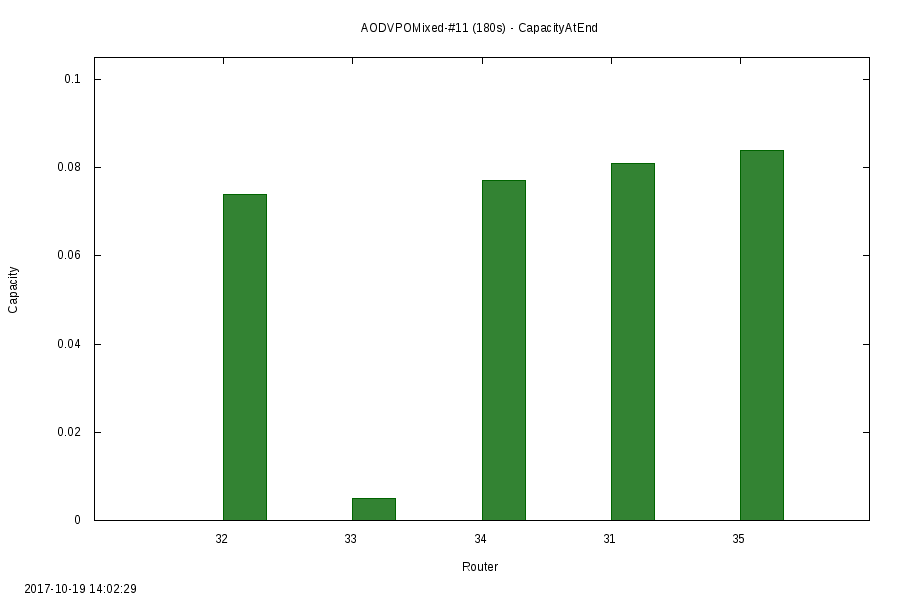 AODVPOMixed-#11 (180s) - CapacityAtEnd
0.1
0.08
0.06
0.04
0.02
0
Capacity
32 33 34 31 35
Router
2017-10-19 14:02:29